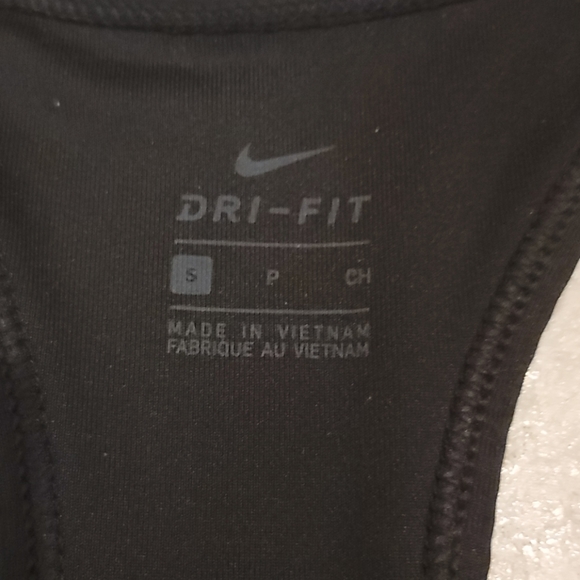 DRI-FIT
S P CH
MADE IN VIETNAM
FABRIQUE AU VIETNAM